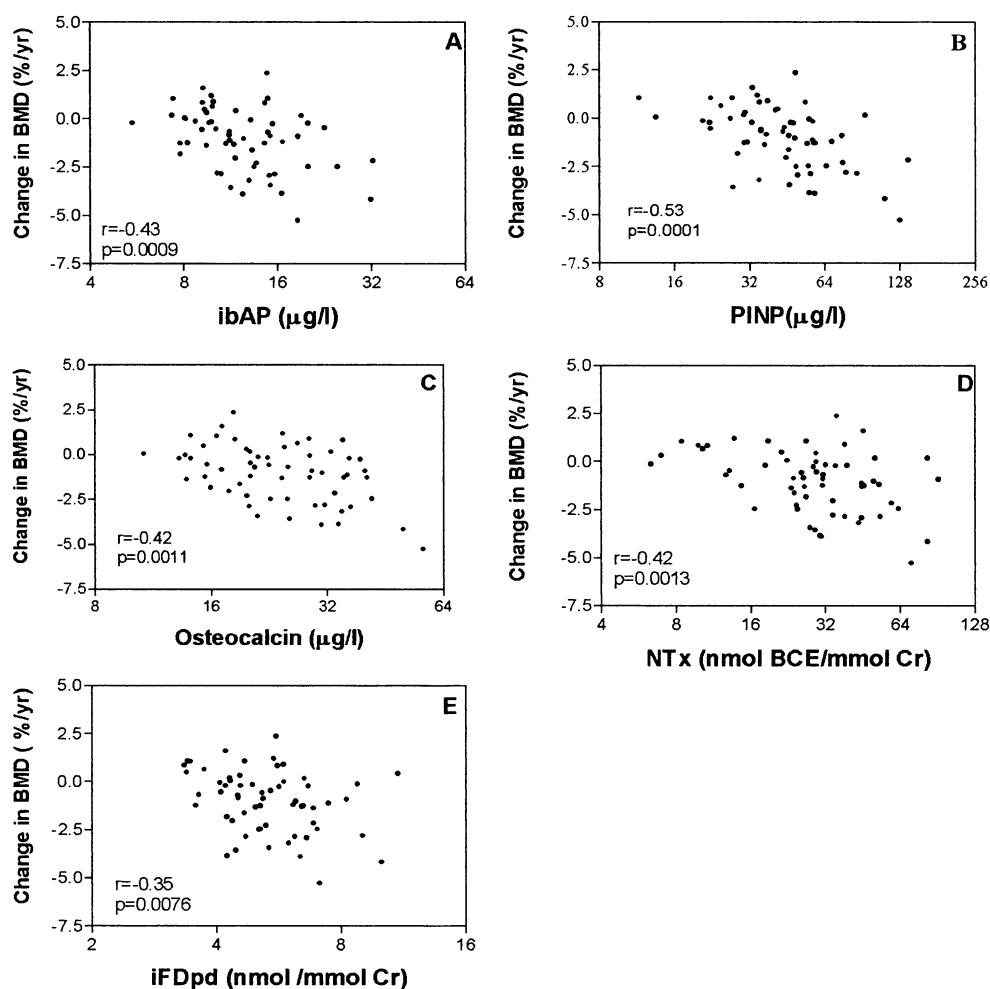 A
Change in BMD (%/yr)
5.0
2.5
0.0
-2.5
-5.0
-7.5
r=-0.43
p=0.0009
4 8 16 32 64
ibAP (µg/l)
B
Change in BMD (%/yr)
5.0
2.5
0.0
-2.5
-5.0
-7.5
r=-0.53
p=0.0001
8 16 32 64 128 256
PINP(µg/l)
C
Change in BMD (%/yr)
5.0
2.5
0.0
-2.5
-5.0
-7.5
r=-0.42
p=0.0011
8 16 32 64
Osteocalcin (µg/l)
D
Change in BMD (%/yr)
5.0
2.5
0.0
-2.5
-5.0
-7.5
r=-0.42
p=0.0013
4 8 16 32 64 128
NTx (nmol BCE/mmol Cr)
E
Change in BMD ( %/yr)
5.0
2.5
0.0
-2.5
-5.0
-7.5
r=-0.35
p=0.0076
2 4 8 16
iFDpd (nmol /mmol Cr)